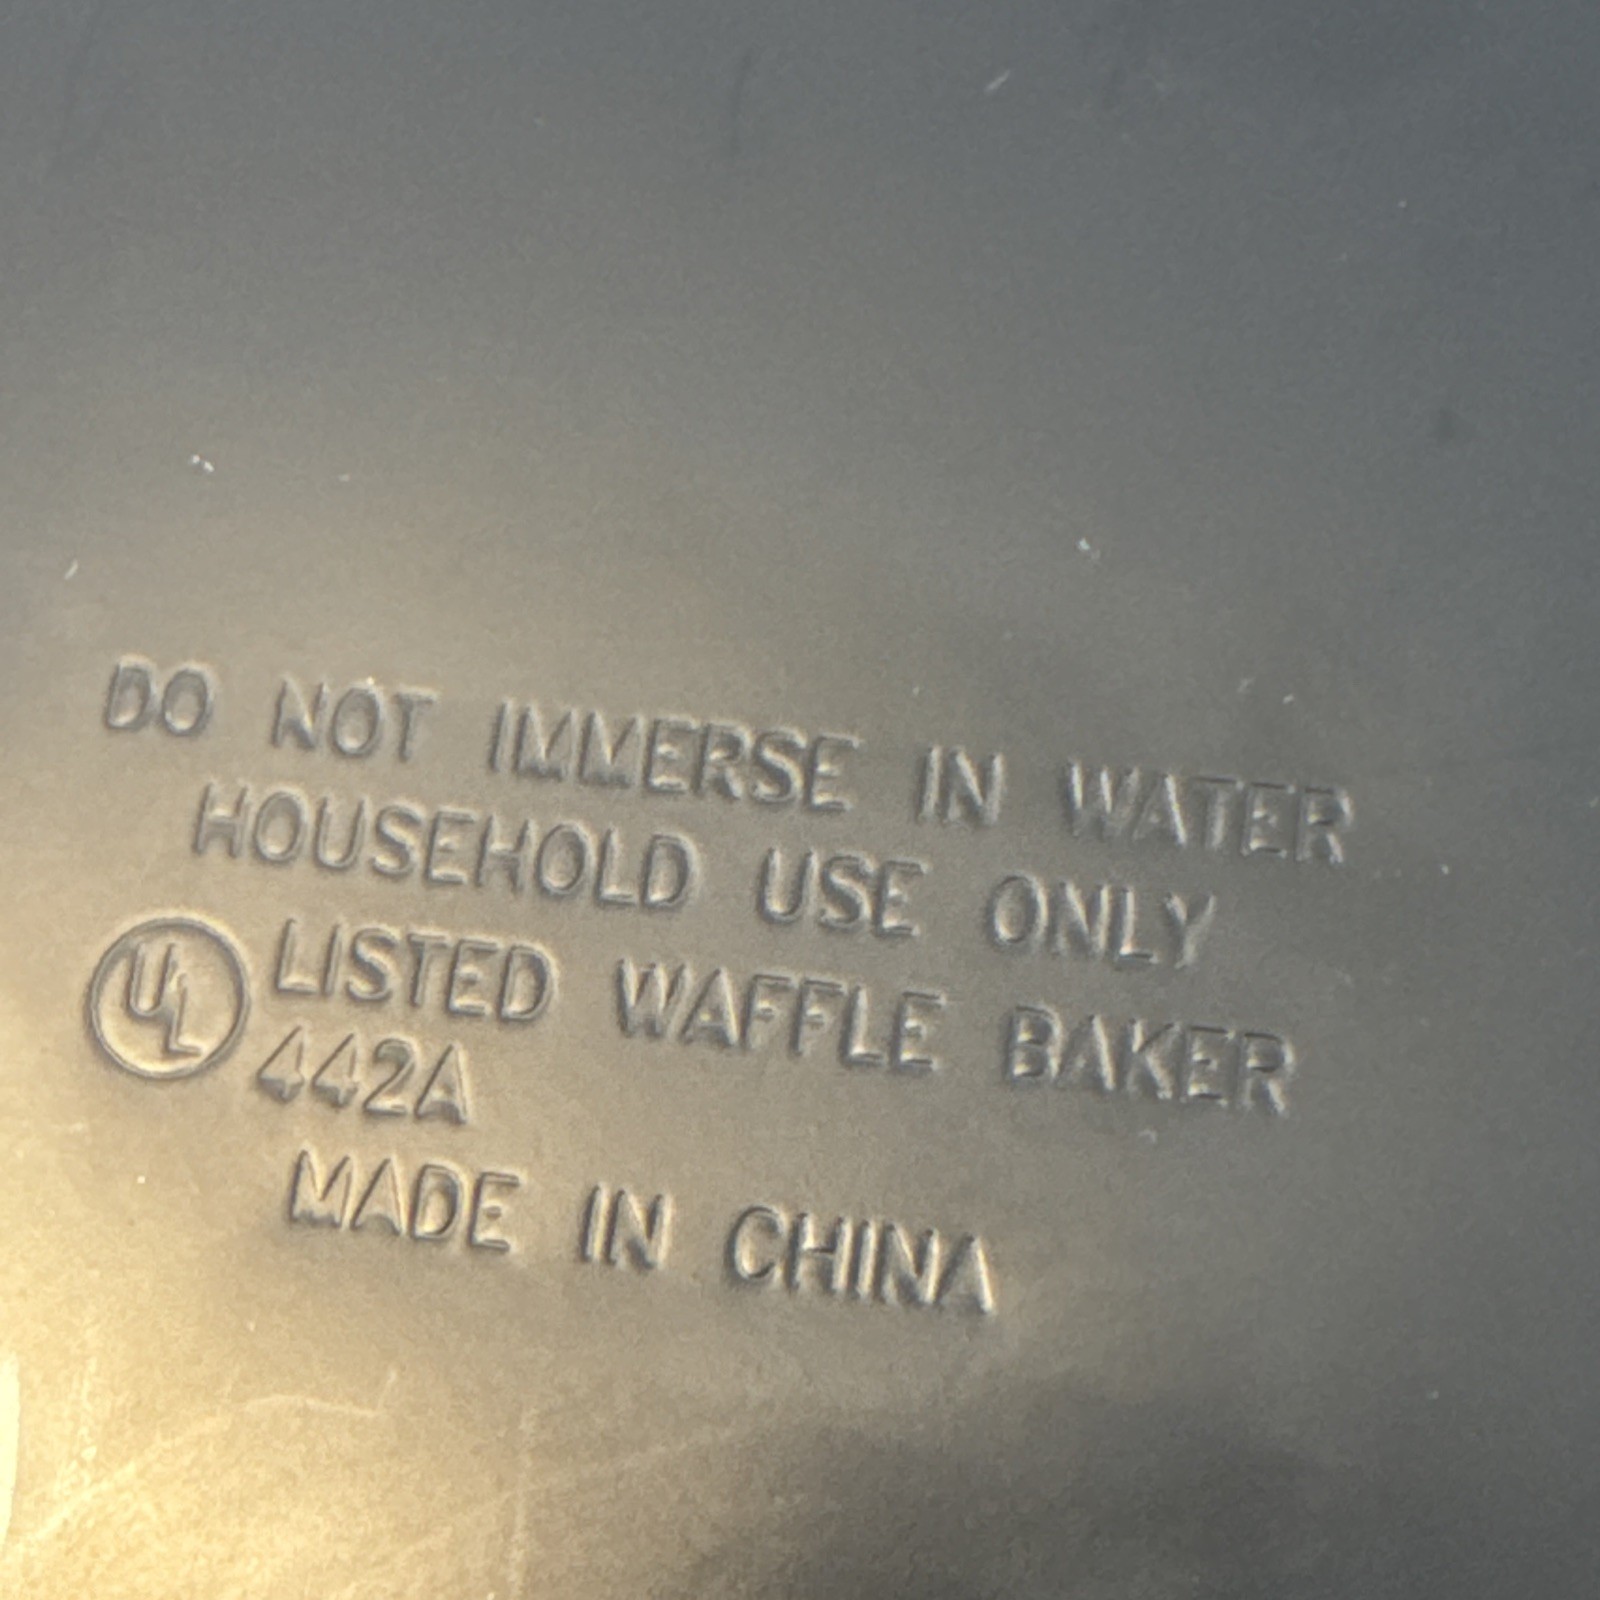 DO NOT IMMERSE IN WATER
HOUSEHOLD USE ONLY
UL LISTED WAFFLE BAKER
442A
MADE IN CHINA